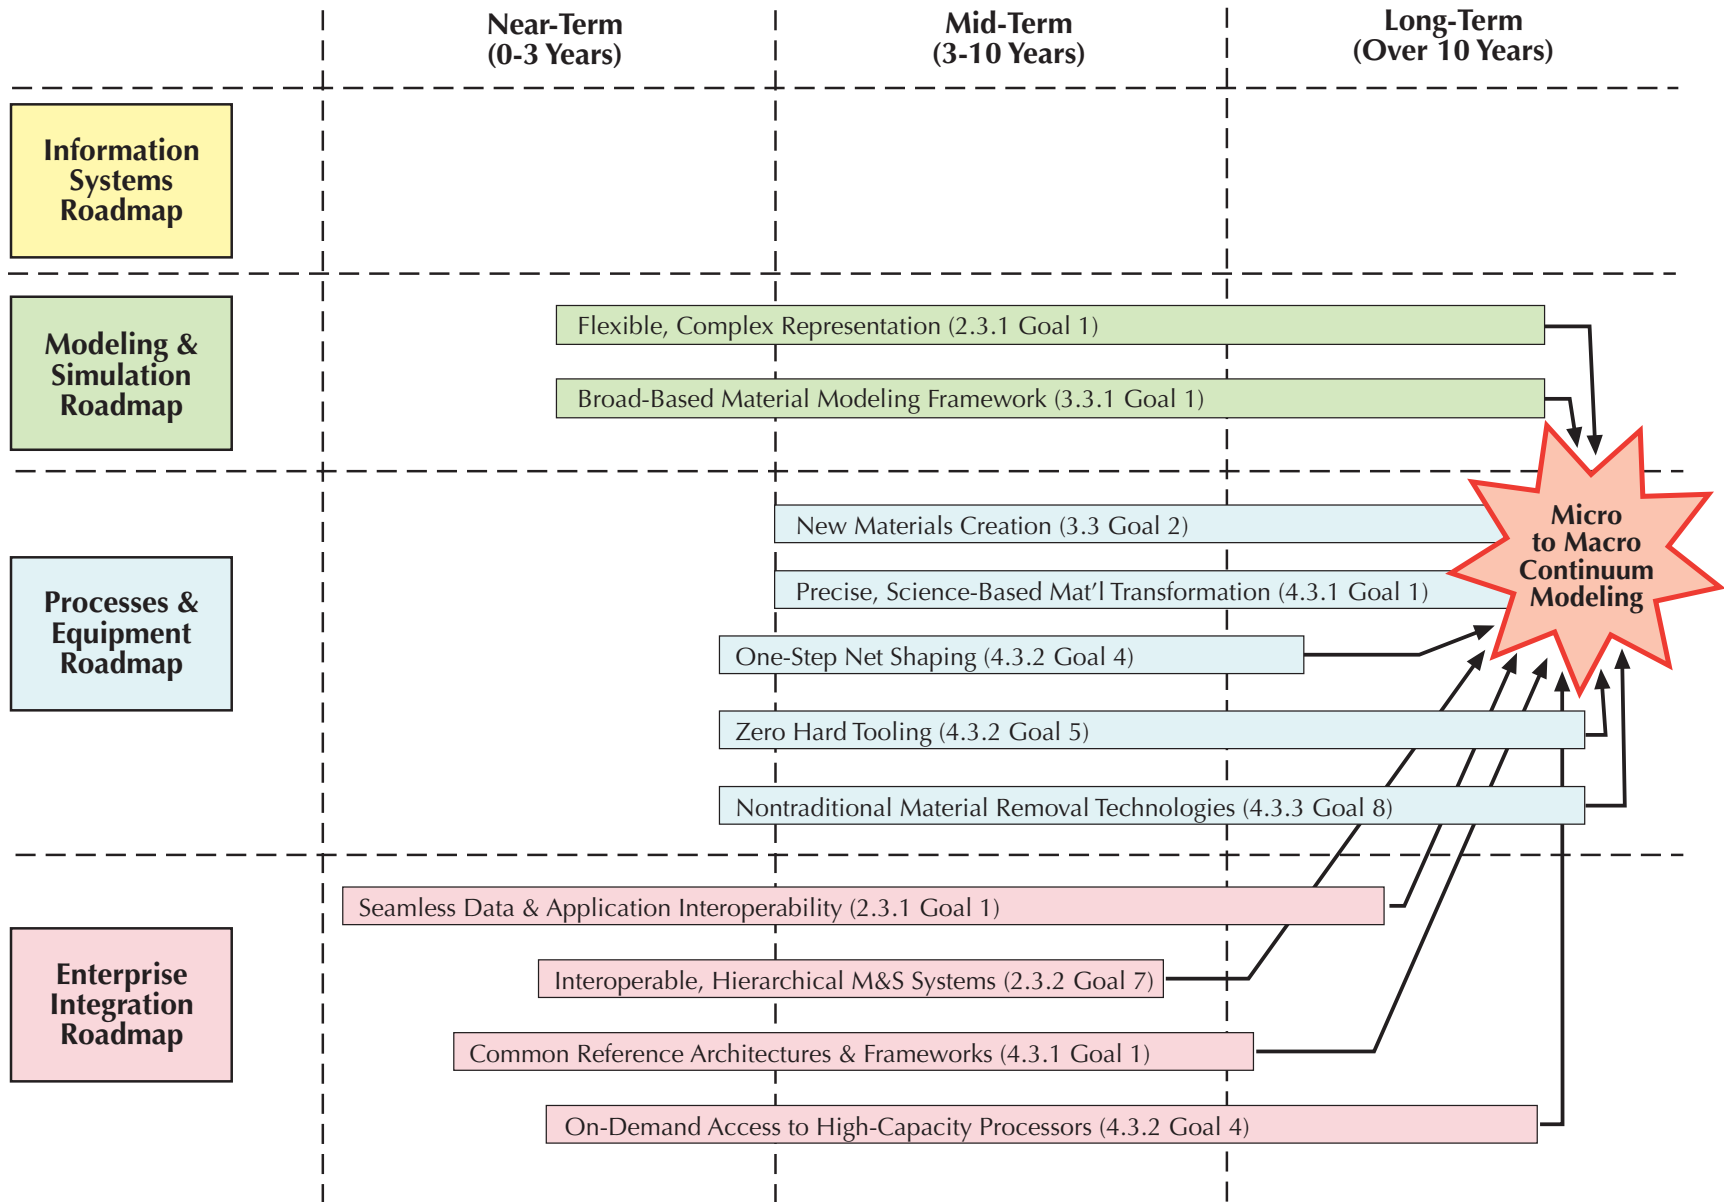 Near-Term
(0-3 Years)
Mid-Term
(3-10 Years)
Long-Term
(Over 10 Years)
Information
Systems
Roadmap
Modeling &
Simulation
Roadmap
Flexible, Complex Representation (2.3.1 Goal 1)
Broad-Based Material Modeling Framework (3.3.1 Goal 1)
Processes &
Equipment
Roadmap
New Materials Creation (3.3 Goal 2)
Precise, Science-Based Mat’l Transformation (4.3.1 Goal 1)
One-Step Net Shaping (4.3.2 Goal 4)
Zero Hard Tooling (4.3.2 Goal 5)
Nontraditional Material Removal Technologies (4.3.3 Goal 8)
Micro
to Macro
Continuum
Modeling
Enterprise
Integration
Roadmap
Seamless Data & Application Interoperability (2.3.1 Goal 1)
Interoperable, Hierarchical M&S Systems (2.3.2 Goal 7)
Common Reference Architectures & Frameworks (4.3.1 Goal 1)
On-Demand Access to High-Capacity Processors (4.3.2 Goal 4)